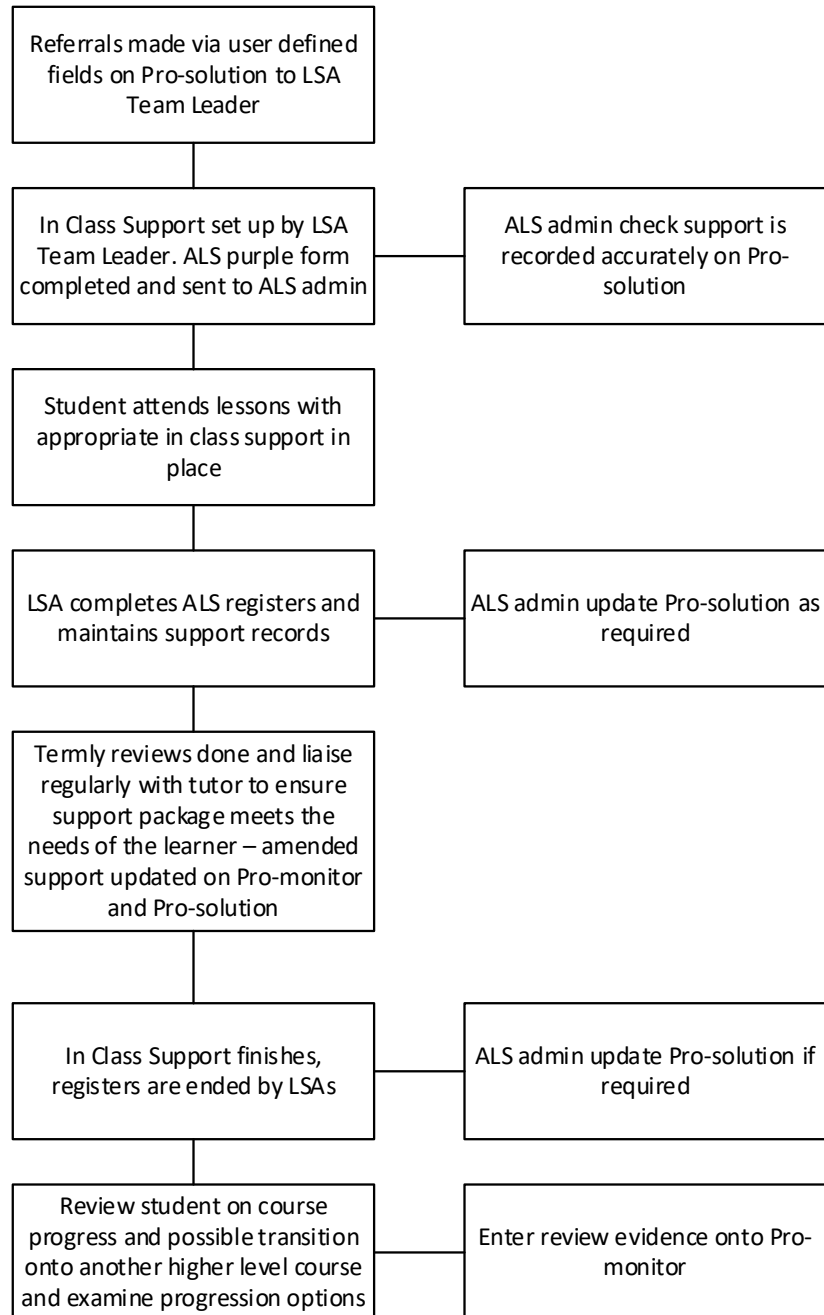 Referrals made via user defined
fields on Pro-solution to LSA
Team Leader
In Class Support set up by LSA
Team Leader. ALS purple form
completed and sent to ALS admin
ALS admin check support is
recorded accurately on Pro-
solution
Student attends lessons with
appropriate in class support in
place
LSA completes ALS registers and
maintains support records
ALS admin update Pro-solution as
required
Termly reviews done and liaise
regularly with tutor to ensure
support package meets the
needs of the learner – amended
support updated on Pro-monitor
and Pro-solution
In Class Support finishes,
registers are ended by LSAs
ALS admin update Pro-solution if
required
Review student on course
progress and possible transition
onto another higher level course
and examine progression options
Enter review evidence onto Pro-
monitor